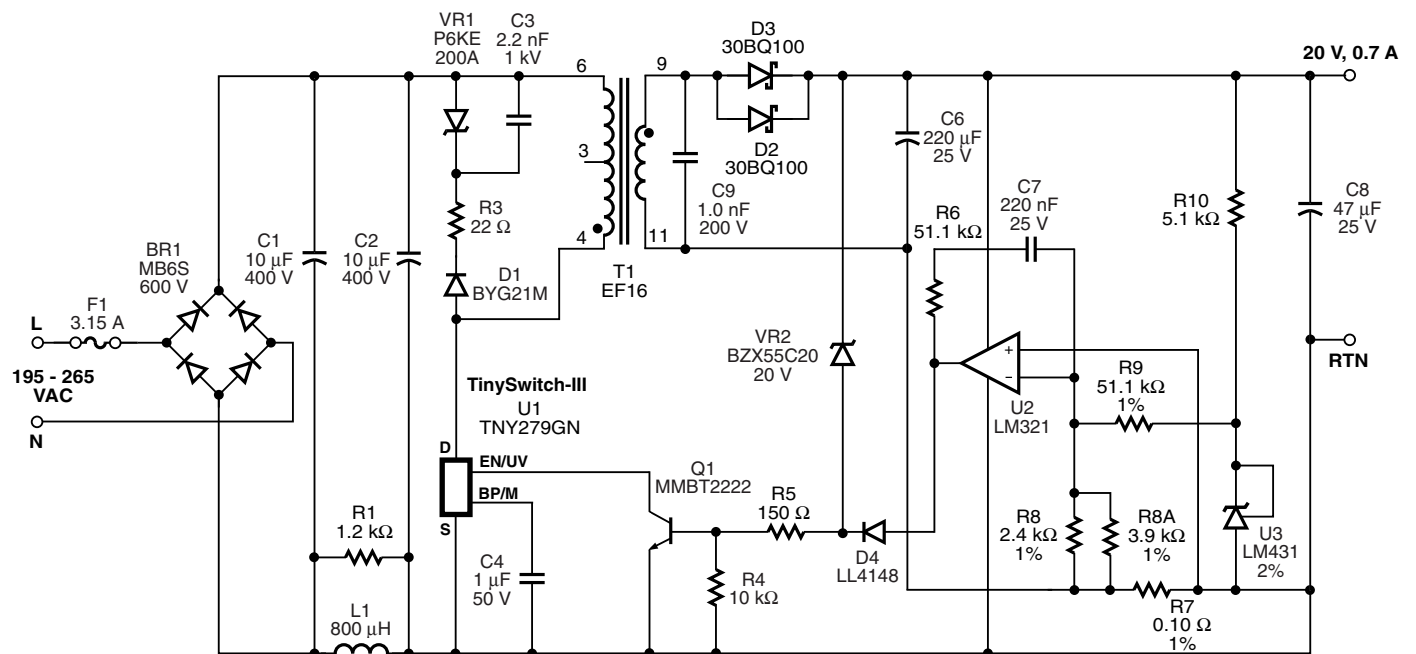 VR1
P6KE
200A
C3
2.2 nF
1 kV
D3
30BQ100
20 V, 0.7 A
6
9
3
4
11
D2
30BQ100
C6
220 µF
25 V
C9
1.0 nF
200 V
R3
22 Ω
R6
51.1 kΩ
C7
220 nF
25 V
R10
5.1 kΩ
C8
47 µF
25 V
BR1
MB6S
600 V
C1
10 µF
400 V
C2
10 µF
400 V
D1
BYG21M
T1
EF16
F1
3.15 A
L
195 - 265
VAC
N
VR2
BZX55C20
20 V
+
–
U2
LM321
R9
51.1 kΩ
1%
RTN
TinySwitch-III
U1
TNY279GN
D
EN/UV
BP/M
S
Q1
MMBT2222
R5
150 Ω
D4
LL4148
R8
2.4 kΩ
1%
R8A
3.9 kΩ
1%
U3
LM431
2%
R1
1.2 kΩ
C4
1 µF
50 V
R4
10 kΩ
R7
0.10 Ω
1%
L1
800 µH